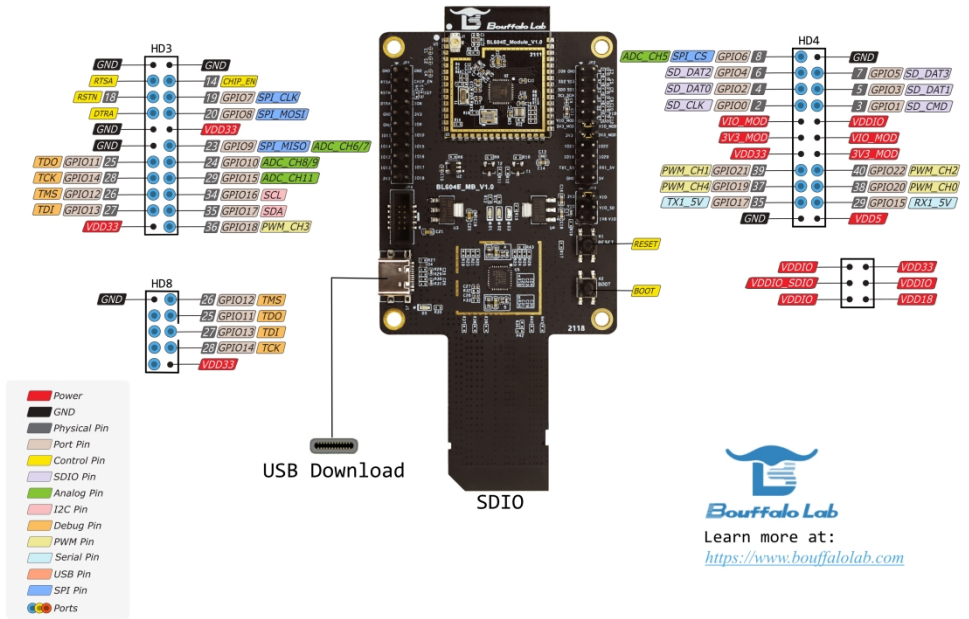 Bouffalo Lab
BL604E_Module_V1.0
2111
HD3
GND GND
RTSA 14 CHIP_EN
RSTN 18 19 GPIO7 SPI_CLK
DTRA 20 GPIO8 SPI_MOSI
GND VDD33
GND 23 GPIO9 SPI_MISO ADC_CH6/7
TDO GPIO11 25 24 GPIO10 ADC_CH8/9
TCK GPIO14 28 29 GPIO15 ADC_CH11
TMS GPIO12 26 34 GPIO16 SCL
TDI GPIO13 27 35 GPIO17 SDA
VDD33 36 GPIO18 PWM_CH3
HD4
ADC_CH5 SPI_CS GPIO6 8 GND
SD_DAT2 GPIO4 6 7 GPIO5 SD_DAT3
SD_DAT0 GPIO2 4 5 GPIO3 SD_DAT1
SD_CLK GPIO0 2 3 GPIO1 SD_CMD
VIO_MOD VDDIO
3V3_MOD VIO_MOD
VDD33 3V3_MOD
PWM_CH1 GPIO21 39 40 GPIO22 PWM_CH2
PWM_CH4 GPIO19 37 38 GPIO20 PWM_CH0
TX1_5V GPIO17 35 29 GPIO15 RX1_5V
GND VDD5
BL604E_MB_V1.0
RESET
RESET
BOOT
BOOT
2118
VDDIO VDD33
VDDIO_SDIO VDDIO
VDDIO VDD18
HD8
GND 26 GPIO12 TMS
25 GPIO11 TDO
27 GPIO13 TDI
28 GPIO14 TCK
VDD33
Power
GND
Physical Pin
Port Pin
Control Pin
SDIO Pin
Analog Pin
I2C Pin
Debug Pin
PWM Pin
Serial Pin
USB Pin
SPI Pin
Ports
USB Download
SDIO
Bouffalo Lab
Learn more at:
https://www.bouffalolab.com